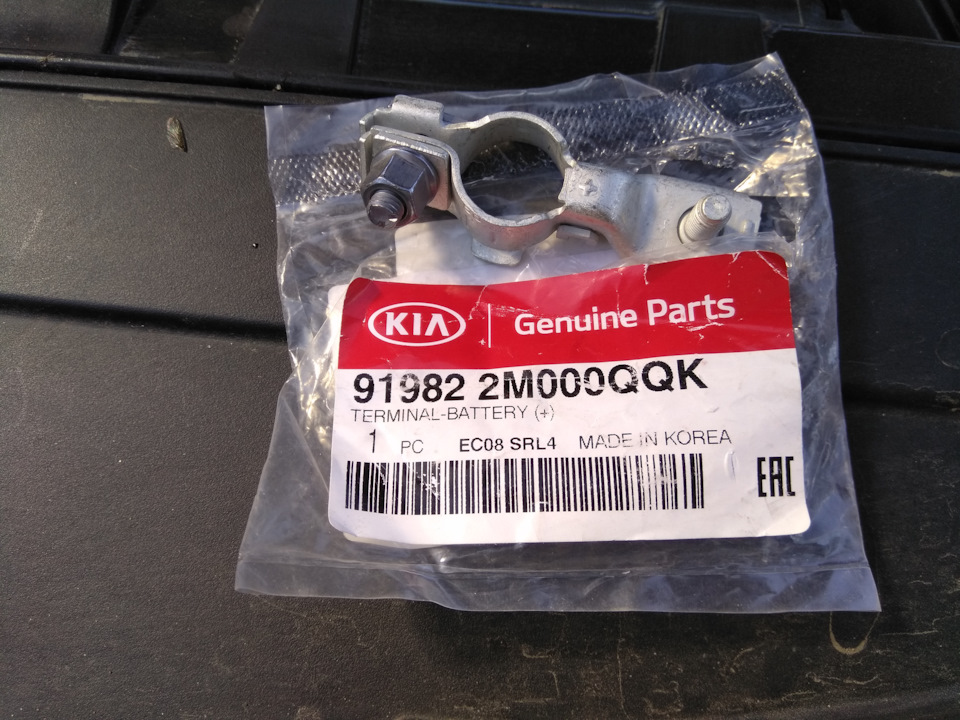 KIA Genuine Parts
91982 2M000QQK
TERMINAL-BATTERY (+)
1 PC EC08 SRL4 MADE IN KOREA
EAC